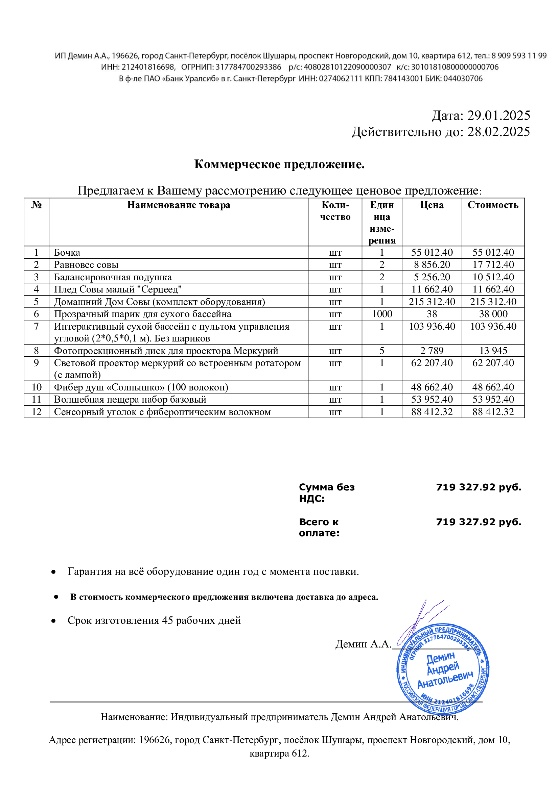 ИП Демин А.А., 196626, город Санкт-Петербург, посёлок Шушары, проспект Новгородский, дом 10, квартира 612, тел.: 8 909 593 11 99
ИНН: 212401816698, ОГРНИП: 317784700293386 р/с: 40802810122090000307 к/с: 30101810800000000706
В ф-ле ПАО «Банк Уралсиб» в г. Санкт-Петербург ИНН: 0274062111 КПП: 784143001 БИК: 044030706
Дата: 29.01.2025
Действительно до: 28.02.2025
Коммерческое предложение.
Предлагаем к Вашему рассмотрению следующее ценовое предложение:
№ Наименование товара Коли- Един Цена Стоимость
чество ица
изме-
рения
1 Бочка шт 1 55 012.40 55 012.40
2 Равновес совы шт 2 8 856.20 17 712.40
3 Балансировочная подушка шт 2 5 256.20 10 512.40
4 Плед Совы малый "Серцеед" шт 1 11 662.40 11 662.40
5 Домашний Дом Совы (комплект оборудования) шт 1 215 312.40 215 312.40
6 Прозрачный шарик для сухого бассейна шт 1000 38 38 000
7 Интерактивный сухой бассейн с пультом управления шт 1 103 936.40 103 936.40
угловой (2*0,5*0,1 м). Без шариков
8 Фотопроекционный диск для проектора Меркурий шт 5 2 789 13 945
9 Световой проектор меркурий со встроенным ротатором шт 1 62 207.40 62 207.40
(с лампой)
10 Фибер душ «Солнышко» (100 волокон) шт 1 48 662.40 48 662.40
11 Волшебная пещера набор базовый шт 1 53 952.40 53 952.40
12 Сенсорный уголок с фибероптическим волокном шт 1 88 412.32 88 412.32
Сумма без 719 327.92 руб.
НДС:
Всего к 719 327.92 руб.
оплате:
• Гарантия на всё оборудование один год с момента поставки.
• В стоимость коммерческого предложения включена доставка до адреса.
• Срок изготовления 45 рабочих дней
Демин А.А.
ИНДИВИДУАЛЬНЫЙ ПРЕДПРИНИМАТЕЛЬ
ОГРНИП 317784700293386
Демин
Андрей
Анатольевич
ИНН 212401816698
Наименование: Индивидуальный предприниматель Демин Андрей Анатольевич.
Адрес регистрации: 196626, город Санкт-Петербург, посёлок Шушары, проспект Новгородский, дом 10,
квартира 612.